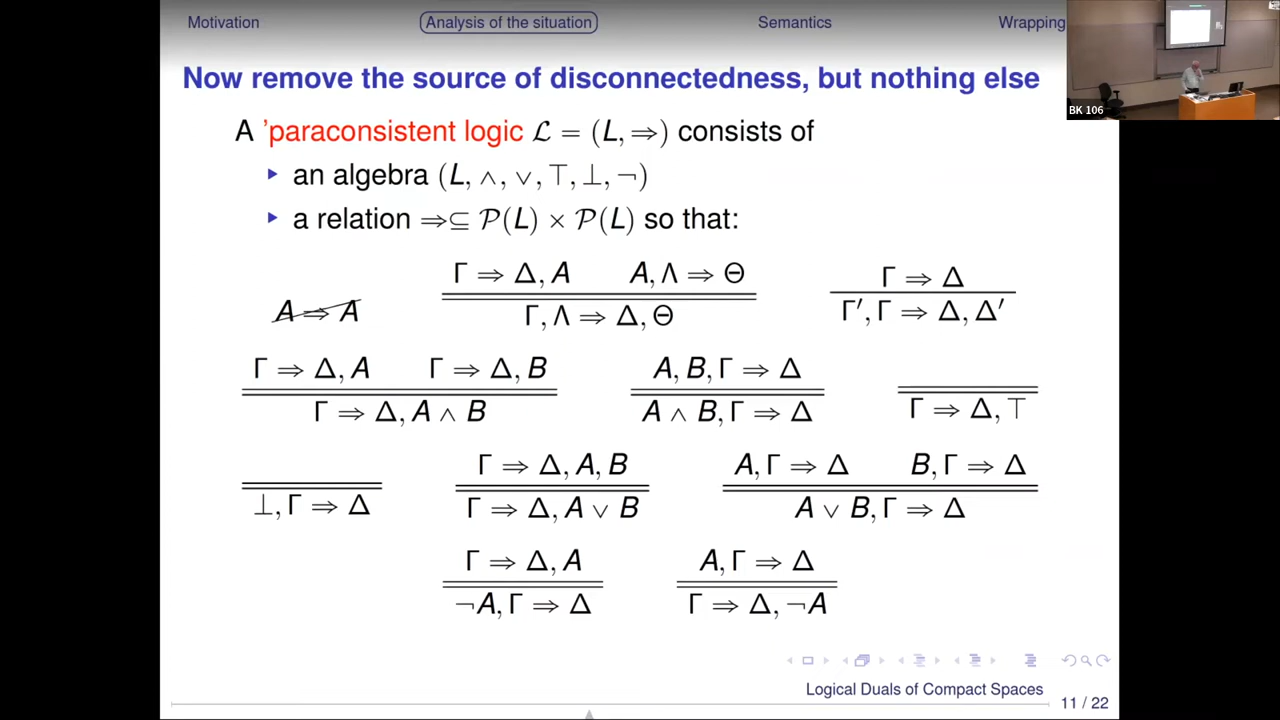 Motivation Analysis of the situation Semantics Wrapping
BK 106
Now remove the source of disconnectedness, but nothing else
A 'paraconsistent logic ℒ = (L, ⇒) consists of
an algebra (L, ∧, ∨, ⊤, ⊥, ¬)
a relation ⇒⊆ 𝒫(L) × 𝒫(L) so that:
Γ ⇒ Δ, A A, Λ ⇒ Θ Γ ⇒ Δ
A ⇒ A Γ, Λ ⇒ Δ, Θ Γ′, Γ ⇒ Δ, Δ′
Γ ⇒ Δ, A Γ ⇒ Δ, B A, B, Γ ⇒ Δ
Γ ⇒ Δ, A ∧ B A ∧ B, Γ ⇒ Δ Γ ⇒ Δ, ⊤
Γ ⇒ Δ, A, B A, Γ ⇒ Δ B, Γ ⇒ Δ
⊥, Γ ⇒ Δ Γ ⇒ Δ, A ∨ B A ∨ B, Γ ⇒ Δ
Γ ⇒ Δ, A A, Γ ⇒ Δ
¬A, Γ ⇒ Δ Γ ⇒ Δ, ¬A
Logical Duals of Compact Spaces
11 / 22